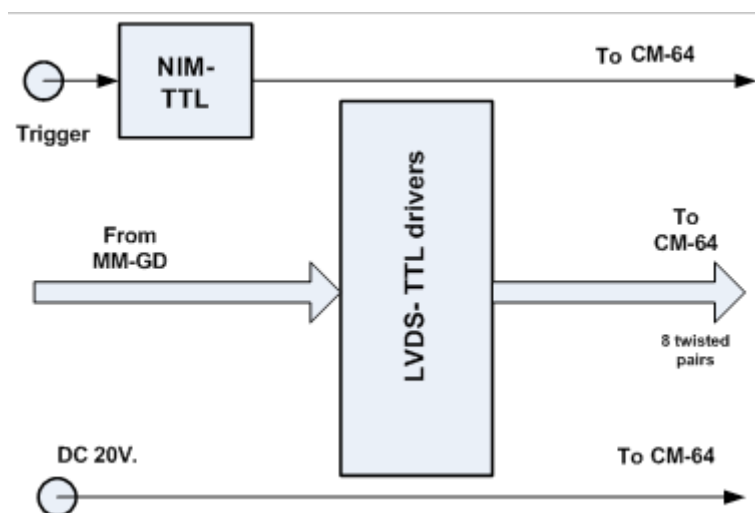 NIM-
TTL
To CM-64
Trigger
LVDS- TTL drivers
From
MM-GD
To
CM-64
8 twisted
pairs
DC 20V.
To CM-64